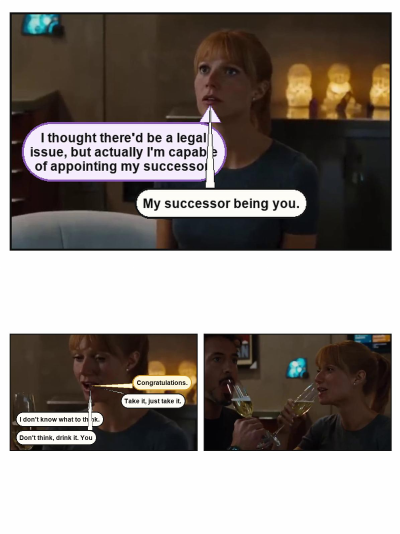 I thought there'd be a legal
issue, but actually I'm capable
of appointing my successor
My successor being you.
Congratulations.
Take it, just take it.
I don't know what to think.
Don't think, drink it. You